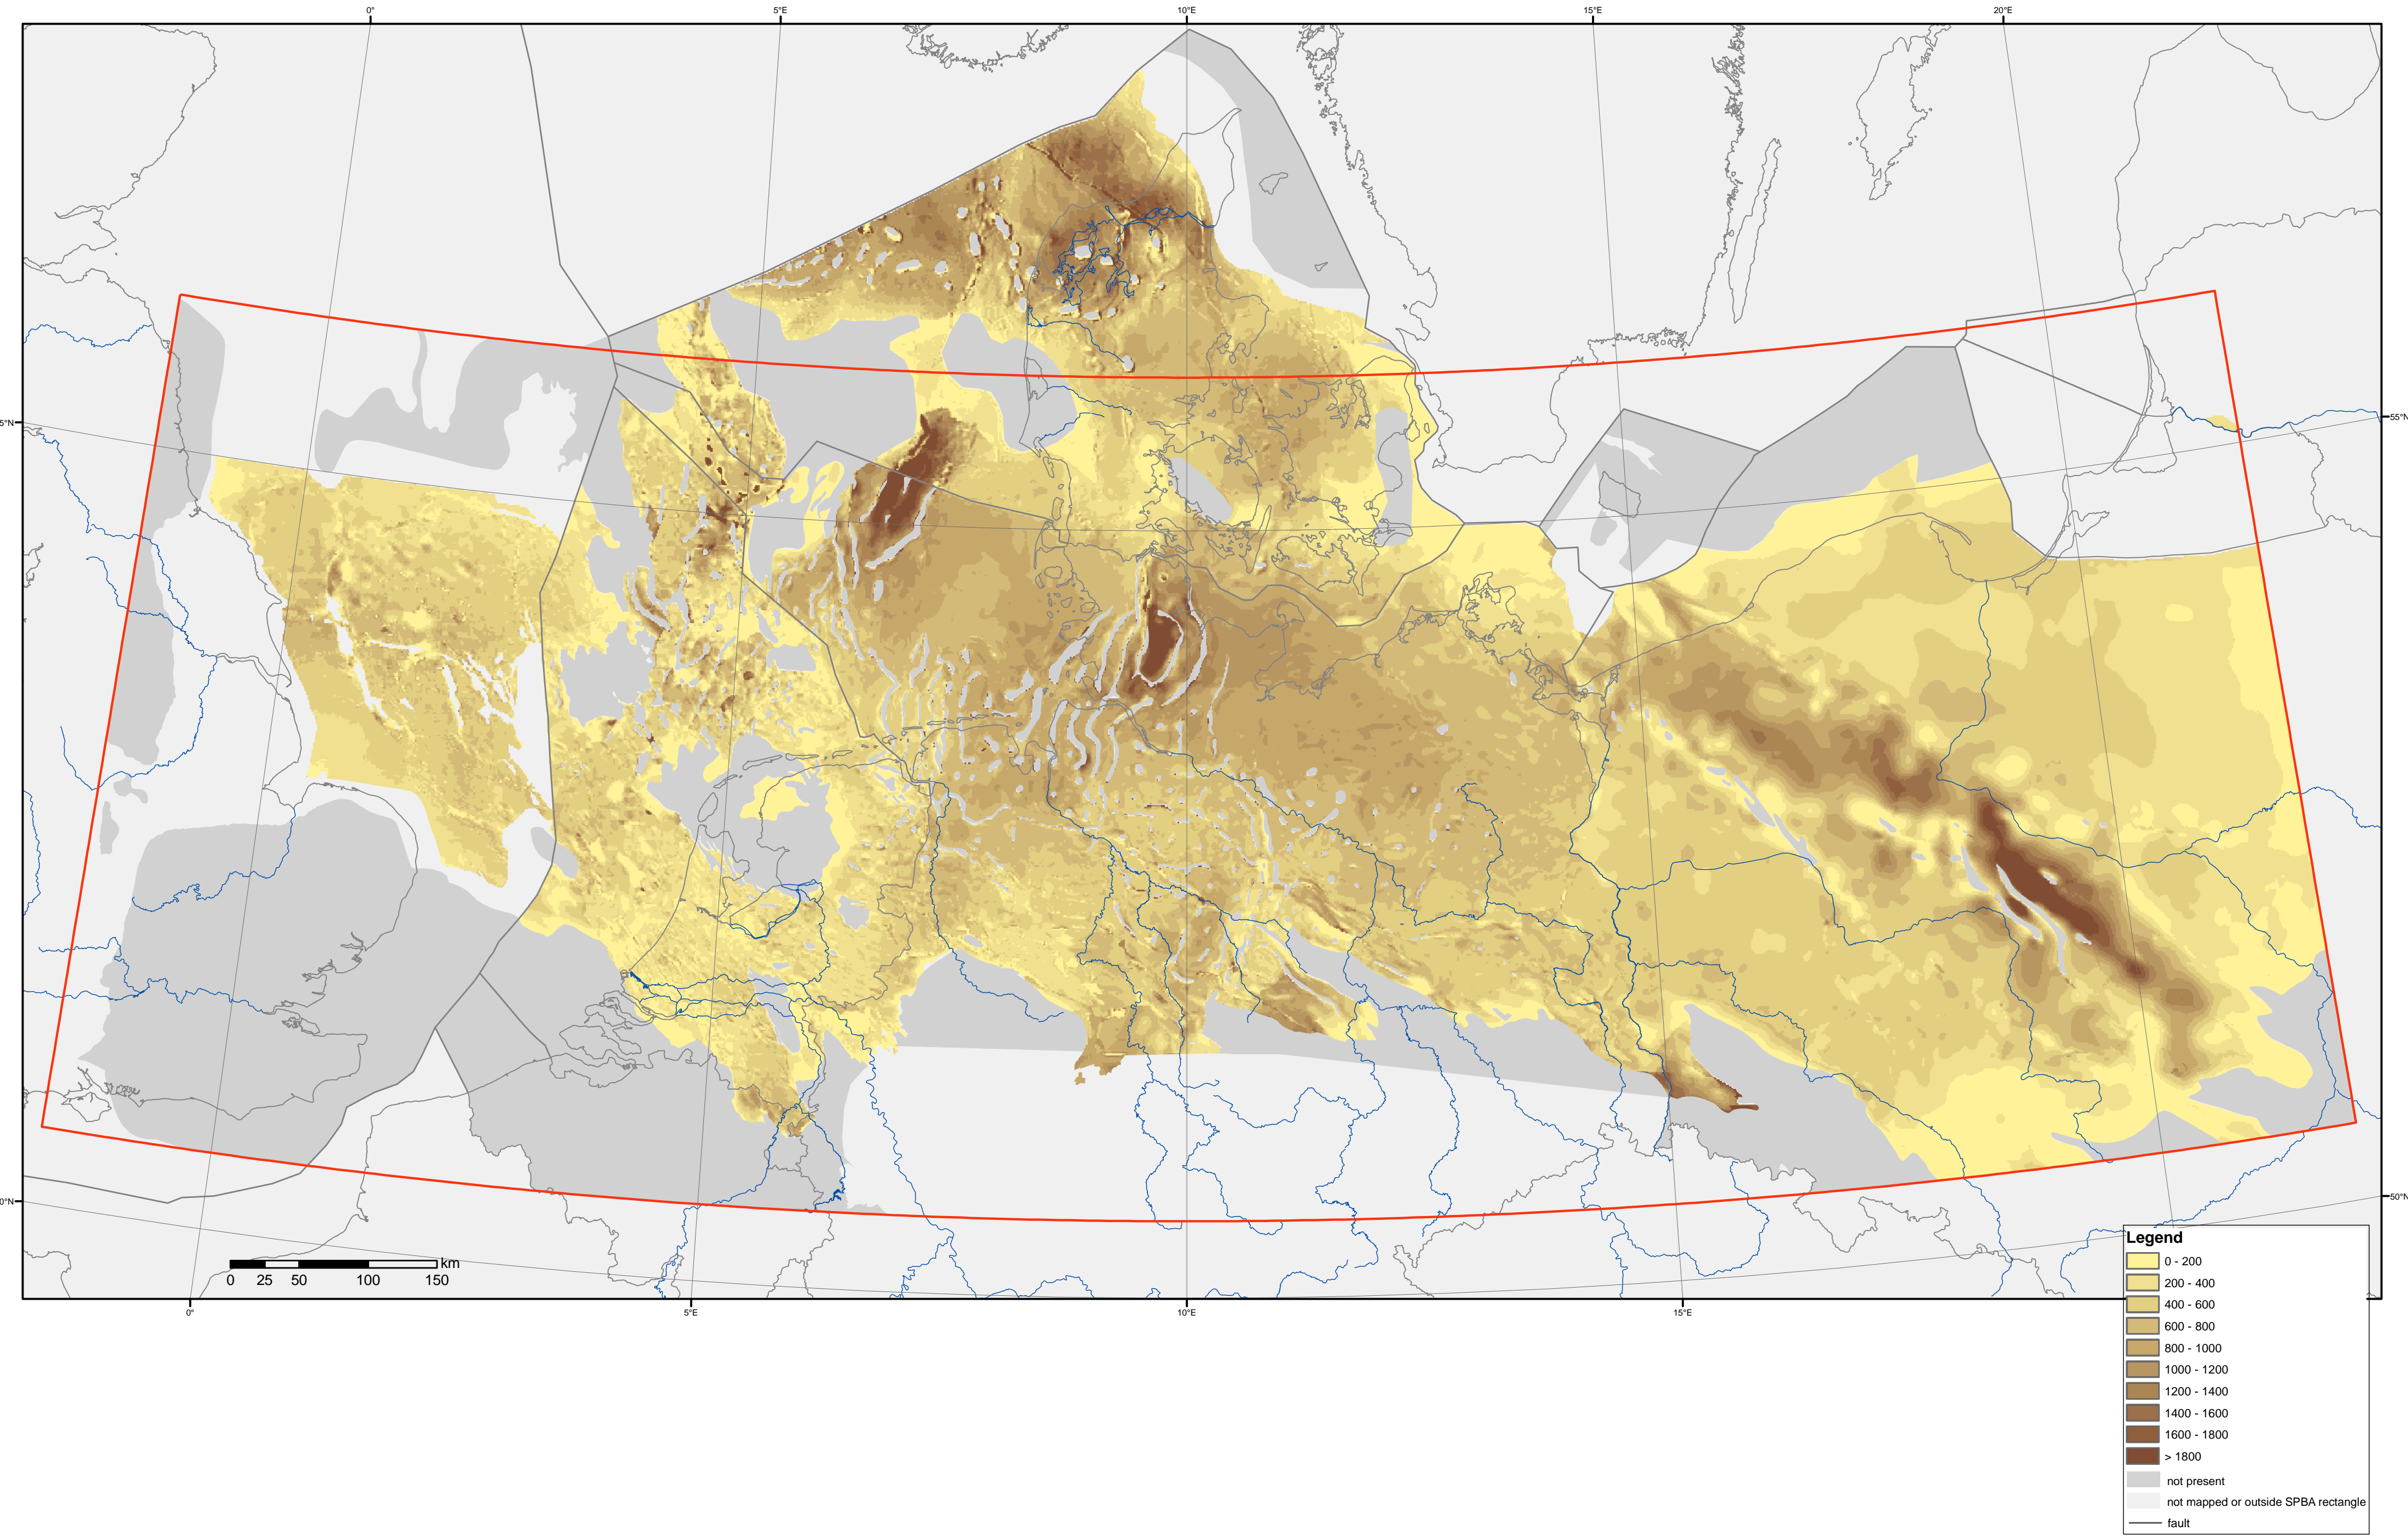 0° 5°E 10°E 15°E 20°E
5°N 55°N
0°N 50°N
km
0 25 50 100 150
0° 5°E 10°E 15°E
Legend
0 - 200
200 - 400
400 - 600
600 - 800
800 - 1000
1000 - 1200
1200 - 1400
1400 - 1600
1600 - 1800
> 1800
not present
not mapped or outside SPBA rectangle
fault